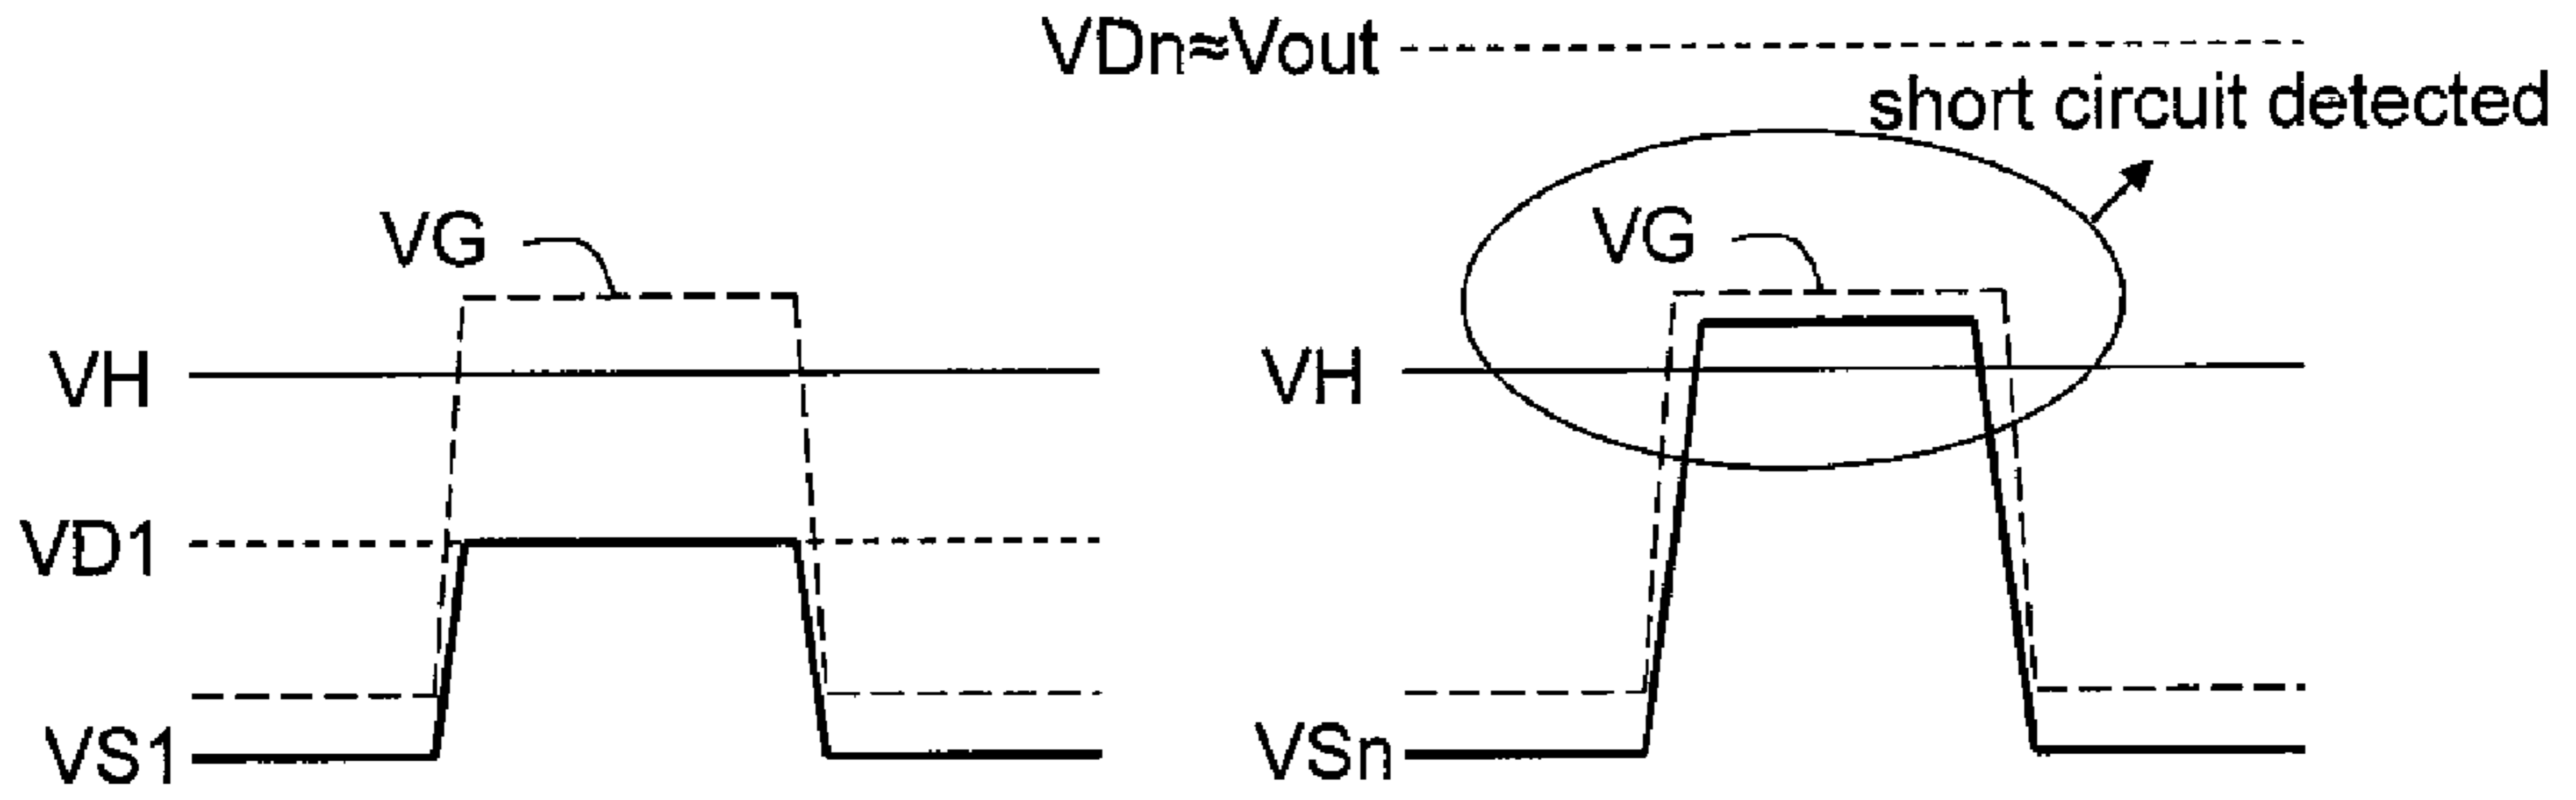 VDn≈Vout
short circuit detected
VG
VG
VH
VH
VD1
VS1
VSn